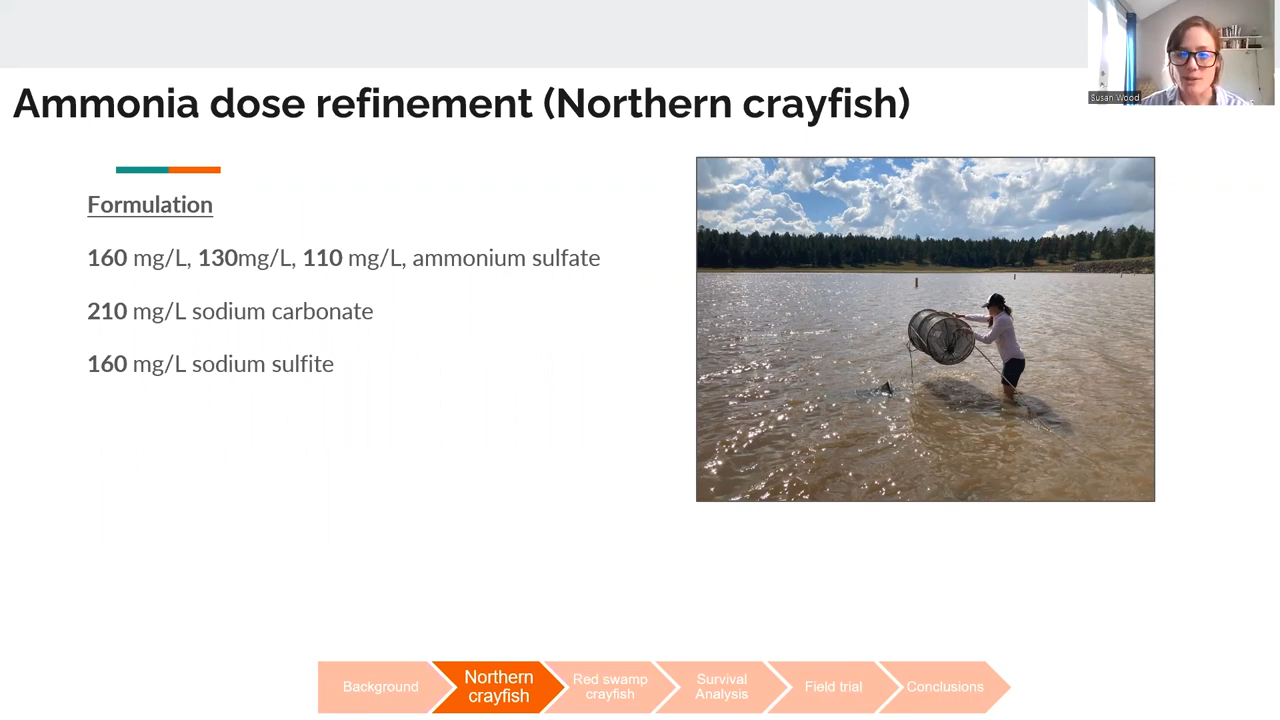 Susan Wood
Ammonia dose refinement (Northern crayfish)
Formulation
160 mg/L, 130mg/L, 110 mg/L, ammonium sulfate
210 mg/L sodium carbonate
160 mg/L sodium sulfite
Background
Northern
crayfish
Red swamp
crayfish
Survival
Analysis
Field trial
Conclusions